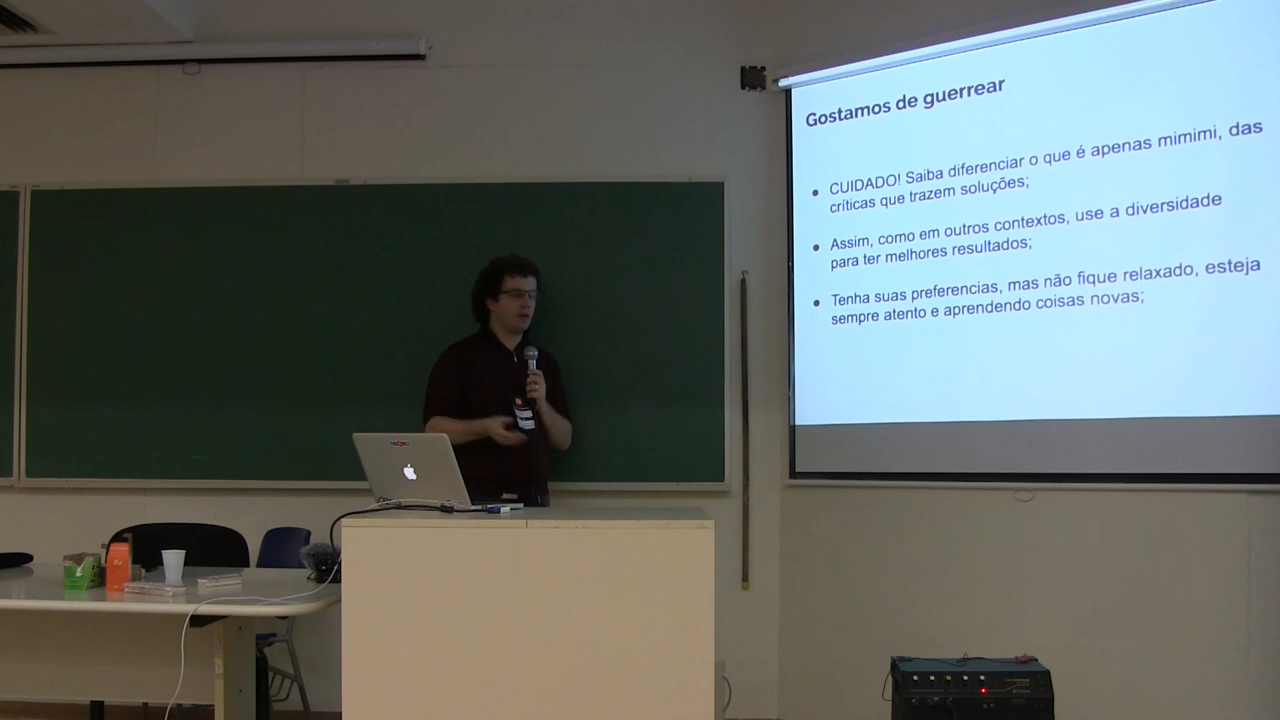 Gostamos de guerrear
CUIDADO! Saiba diferenciar o que é apenas mimimi, das
críticas que trazem soluções;
Assim, como em outros contextos, use a diversidade
para ter melhores resultados;
Tenha suas preferencias, mas não fique relaxado, esteja
sempre atento e aprendendo coisas novas;